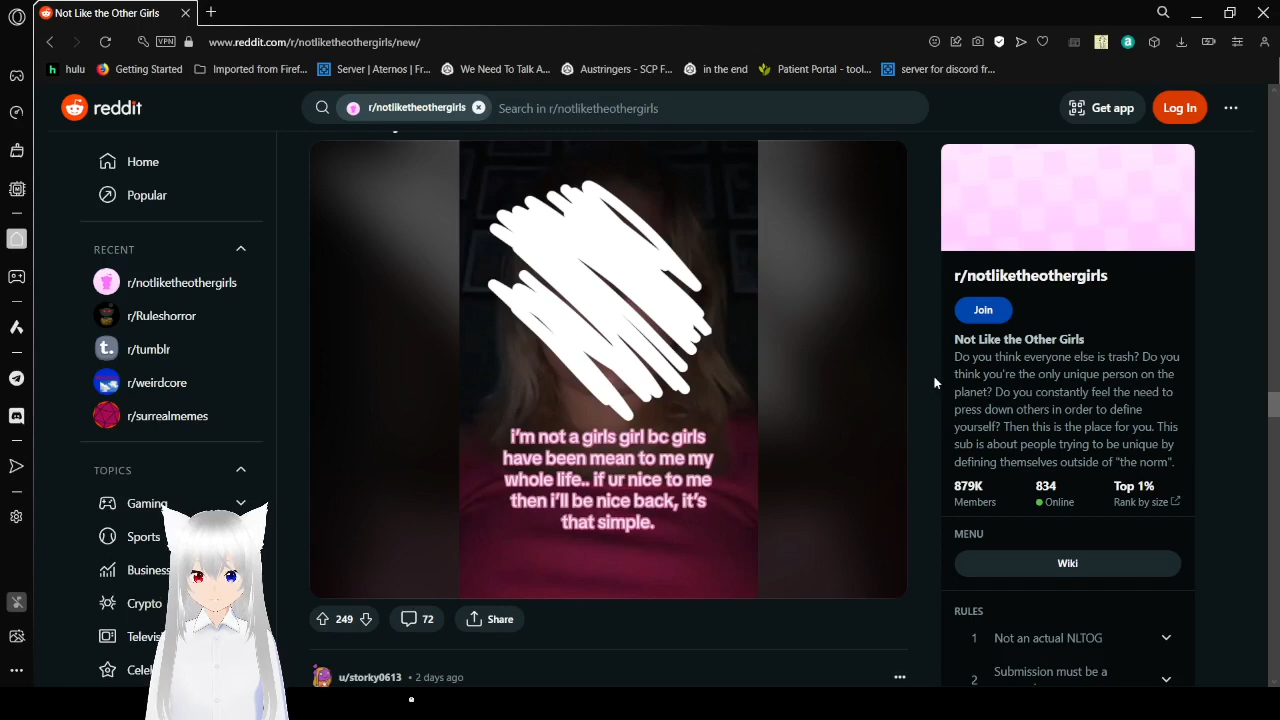 Not Like the Other Girls
VPN
www.reddit.com/r/notliketheothergirls/new/
hulu
Getting Started
Imported from Firef...
Server | Aternos | Fr...
We Need To Talk A...
Austringers - SCP F...
in the end
Patient Portal - tool...
server for discord fr...
reddit
r/notliketheothergirls
Search in r/notliketheothergirls
Get app
Log In
Home
Popular
RECENT
r/notliketheothergirls
r/Ruleshorror
r/tumblr
r/weirdcore
r/surrealmemes
TOPICS
Gaming
Sports
Business
Crypto
Televi
Celeb
i'm not a girls girl bc girls
have been mean to me my
whole life.. if ur nice to me
then i'll be nice back, it's
that simple.
249
72
Share
u/storky0613 • 2 days ago
r/notliketheothergirls
Join
Not Like the Other Girls
Do you think everyone else is trash? Do you
think you're the only unique person on the
planet? Do you constantly feel the need to
press down others in order to define
yourself? Then this is the place for you. This
sub is about people trying to be unique by
defining themselves outside of "the norm".
879K 834 Top 1%
Members Online Rank by size
MENU
Wiki
RULES
1 Not an actual NLTOG
2 Submission must be a